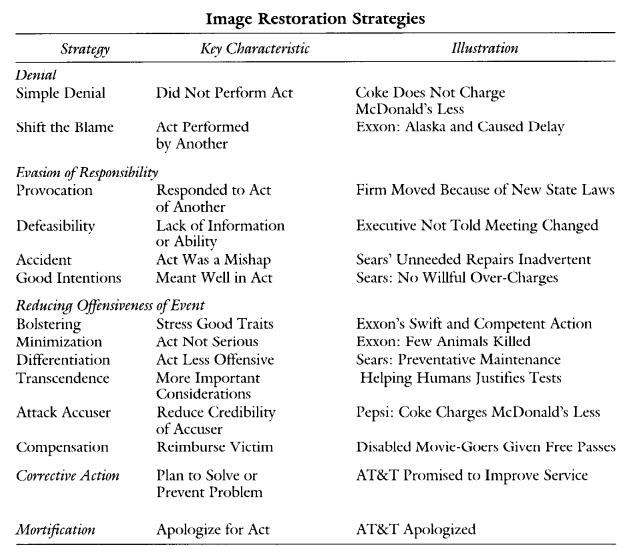 Image Restoration Strategies
Strategy Key Characteristic Illustration
Denial
Simple Denial Did Not Perform Act Coke Does Not Charge
McDonald's Less
Shift the Blame Act Performed Exxon: Alaska and Caused Delay
by Another
Evasion of Responsibility
Provocation Responded to Act Firm Moved Because of New State Laws
of Another
Defeasibility Lack of Information Executive Not Told Meeting Changed
or Ability
Accident Act Was a Mishap Sears' Unneeded Repairs Inadvertent
Good Intentions Meant Well in Act Sears: No Willful Over-Charges
Reducing Offensiveness of Event
Bolstering Stress Good Traits Exxon's Swift and Competent Action
Minimization Act Not Serious Exxon: Few Animals Killed
Differentiation Act Less Offensive Sears: Preventative Maintenance
Transcendence More Important Helping Humans Justifies Tests
Considerations
Attack Accuser Reduce Credibility Pepsi: Coke Charges McDonald's Less
of Accuser
Compensation Reimburse Victim Disabled Movie-Goers Given Free Passes
Corrective Action Plan to Solve or AT&T Promised to Improve Service
Prevent Problem
Mortification Apologize for Act AT&T Apologized